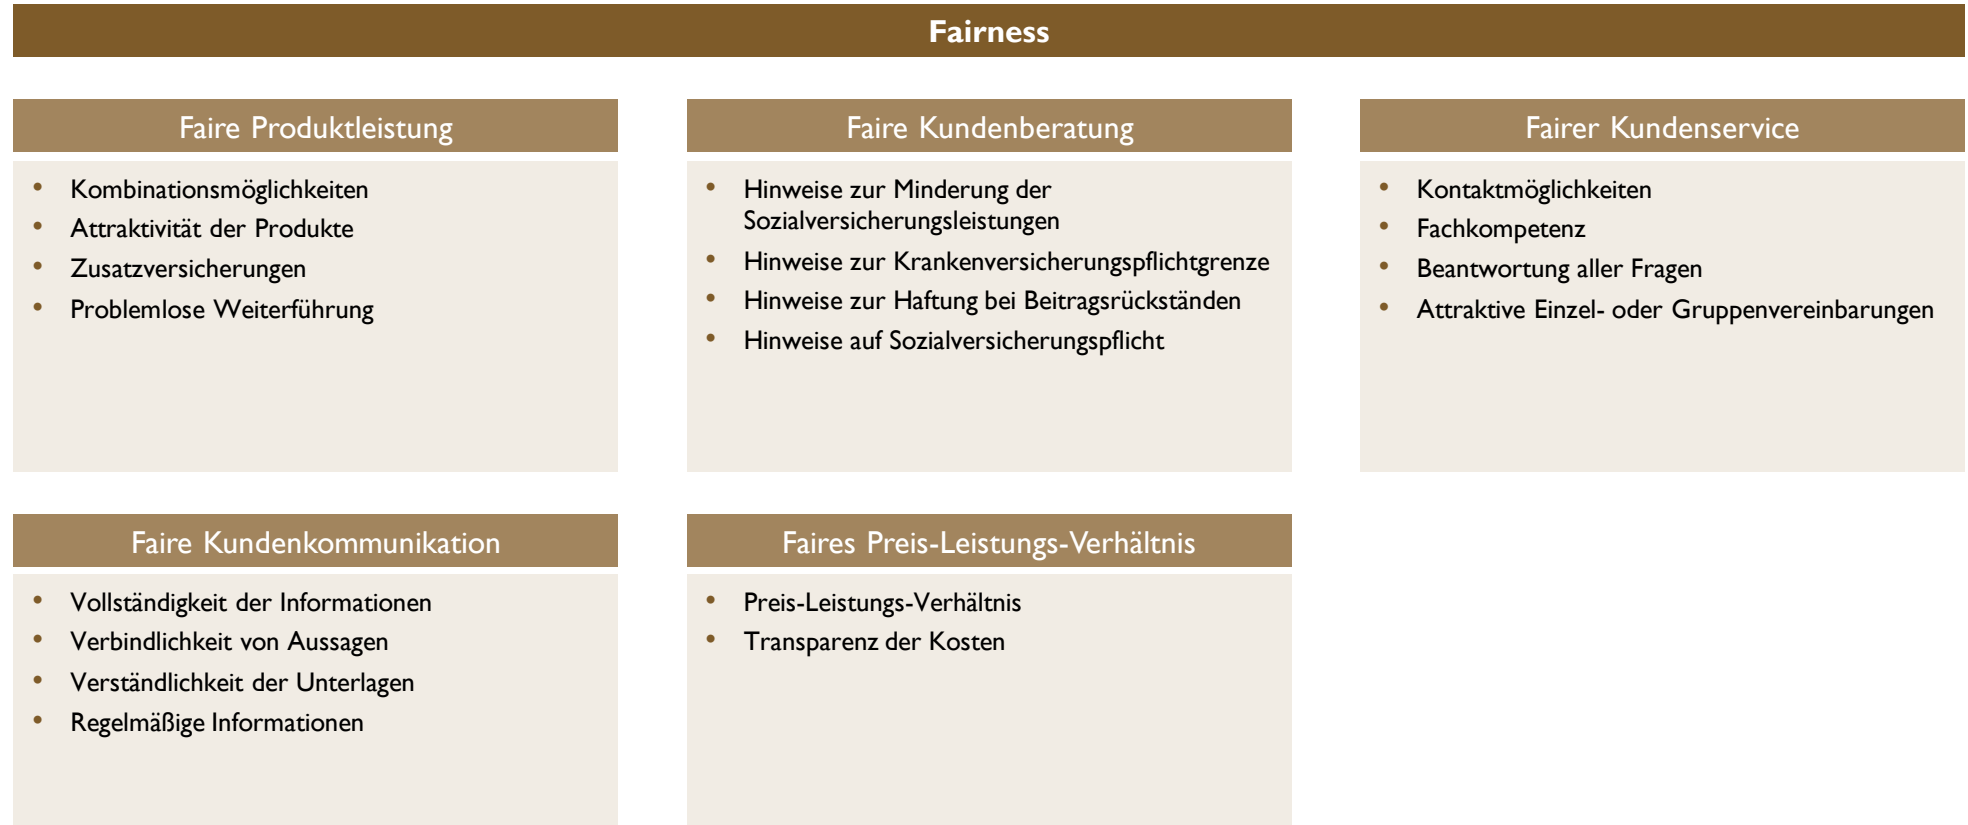 Fairness
Faire Produktleistung
• Kombinationsmöglichkeiten
• Attraktivität der Produkte
• Zusatzversicherungen
• Problemlose Weiterführung
Faire Kundenberatung
• Hinweise zur Minderung der
Sozialversicherungsleistungen
• Hinweise zur Krankenversicherungspflichtgrenze
• Hinweise zur Haftung bei Beitragsrückständen
• Hinweise auf Sozialversicherungspflicht
Fairer Kundenservice
• Kontaktmöglichkeiten
• Fachkompetenz
• Beantwortung aller Fragen
• Attraktive Einzel- oder Gruppenvereinbarungen
Faire Kundenkommunikation
• Vollständigkeit der Informationen
• Verbindlichkeit von Aussagen
• Verständlichkeit der Unterlagen
• Regelmäßige Informationen
Faires Preis-Leistungs-Verhältnis
• Preis-Leistungs-Verhältnis
• Transparenz der Kosten